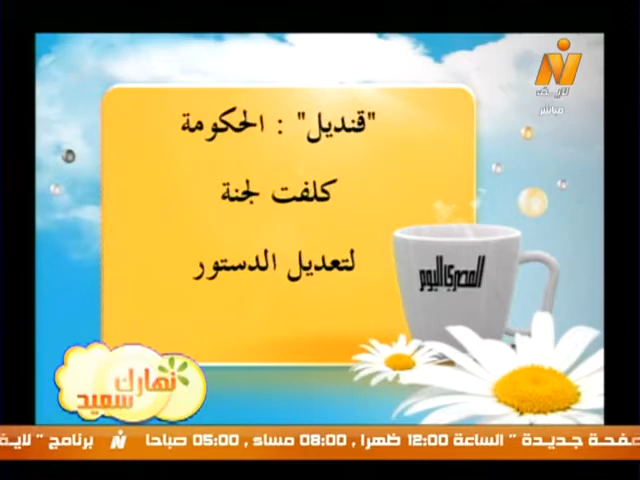 لايف
مباشر
"قنديل" : الحكومة
كلفت لجنة
لتعديل الدستور
المصري اليوم
نهارك
سعيد
صفحة جديدة " الساعة 12:00 ظهرا , 08:00 مساء , 05:00 صباحا
برنامج " لايف